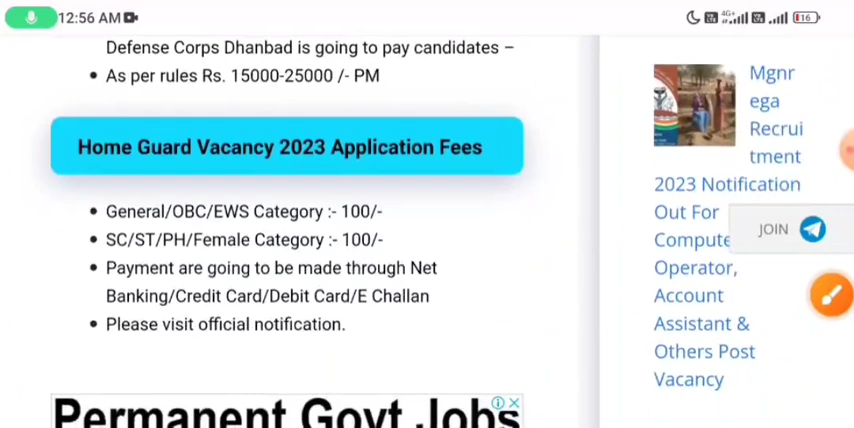 12:56 AM
4G+
16
Defense Corps Dhanbad is going to pay candidates –
• As per rules Rs. 15000-25000 /- PM
Home Guard Vacancy 2023 Application Fees
• General/OBC/EWS Category :- 100/-
• SC/ST/PH/Female Category :- 100/-
• Payment are going to be made through Net
Banking/Credit Card/Debit Card/E Challan
• Please visit official notification.
Permanent Govt Jobs
Mgnr
ega
Recrui
tment
2023 Notification
Out For
Compute
Operator,
Account
Assistant &
Others Post
Vacancy
JOIN